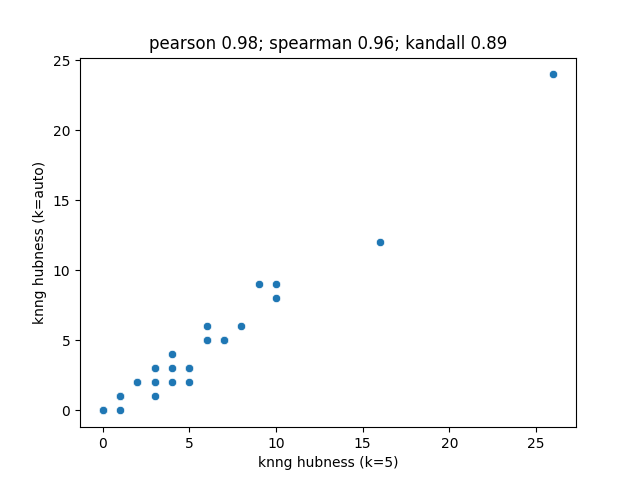 pearson 0.98; spearman 0.96; kandall 0.89
25
20
15
10
5
0
knng hubness (k=auto)
0 5 10 15 20 25
knng hubness (k=5)